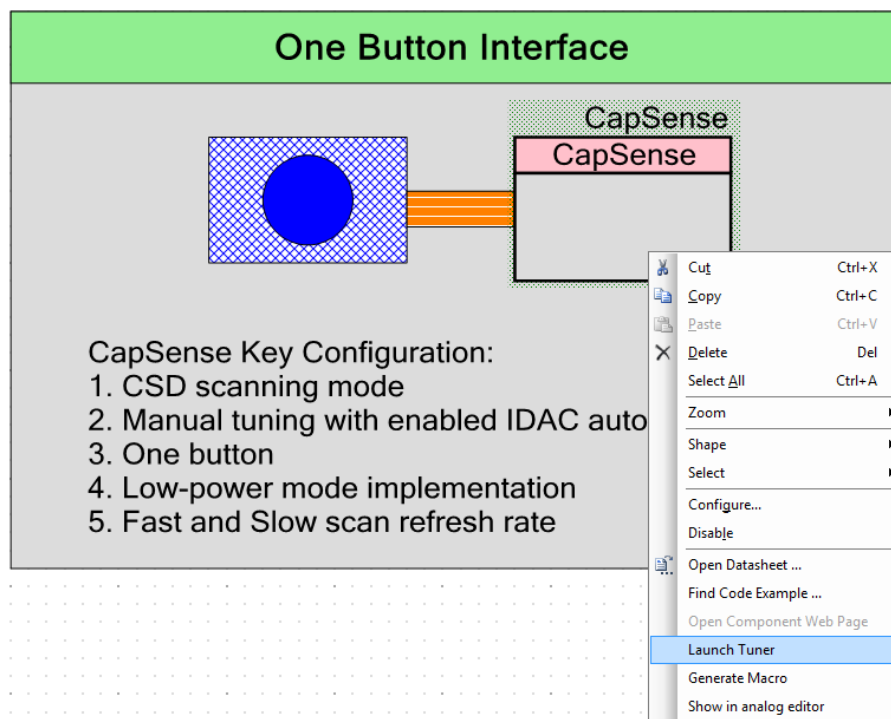 One Button Interface
CapSense
CapSense
CapSense Key Configuration:
1. CSD scanning mode
2. Manual tuning with enabled IDAC auto
3. One button
4. Low-power mode implementation
5. Fast and Slow scan refresh rate
Cut Ctrl+X
Copy Ctrl+C
Paste Ctrl+V
Delete Del
Select All Ctrl+A
Zoom
Shape
Select
Configure...
Disable
Open Datasheet ...
Find Code Example ...
Open Component Web Page
Launch Tuner
Generate Macro
Show in analog editor